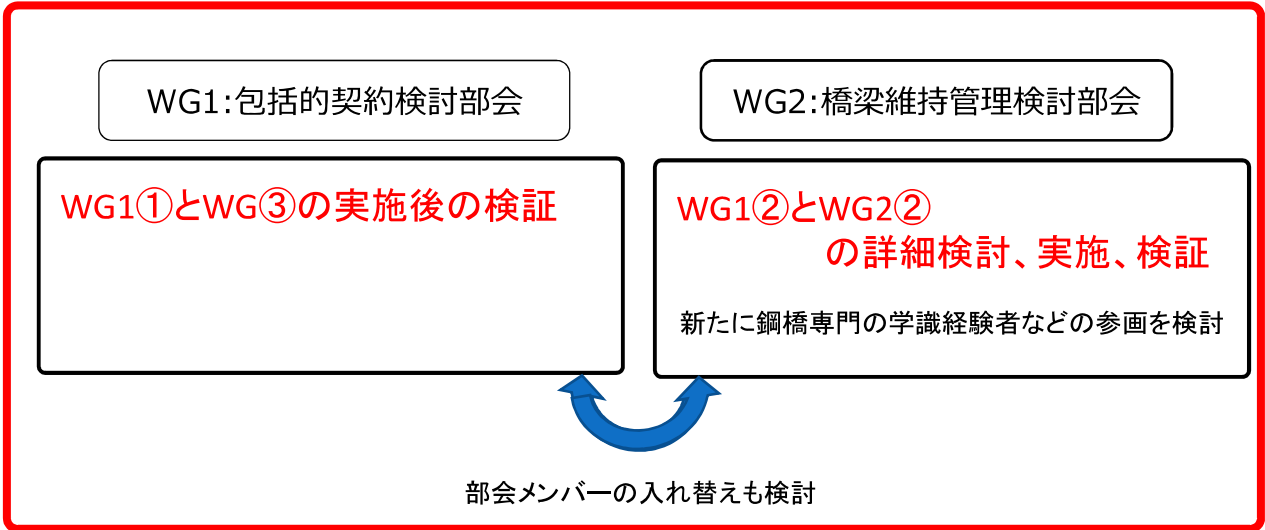 WG1:包括的契約検討部会
WG1①とWG③の実施後の検証
WG2:橋梁維持管理検討部会
WG1②とWG2②
の詳細検討、実施、検証
新たに鋼橋専門の学識経験者などの参画を検討
部会メンバーの入れ替えも検討